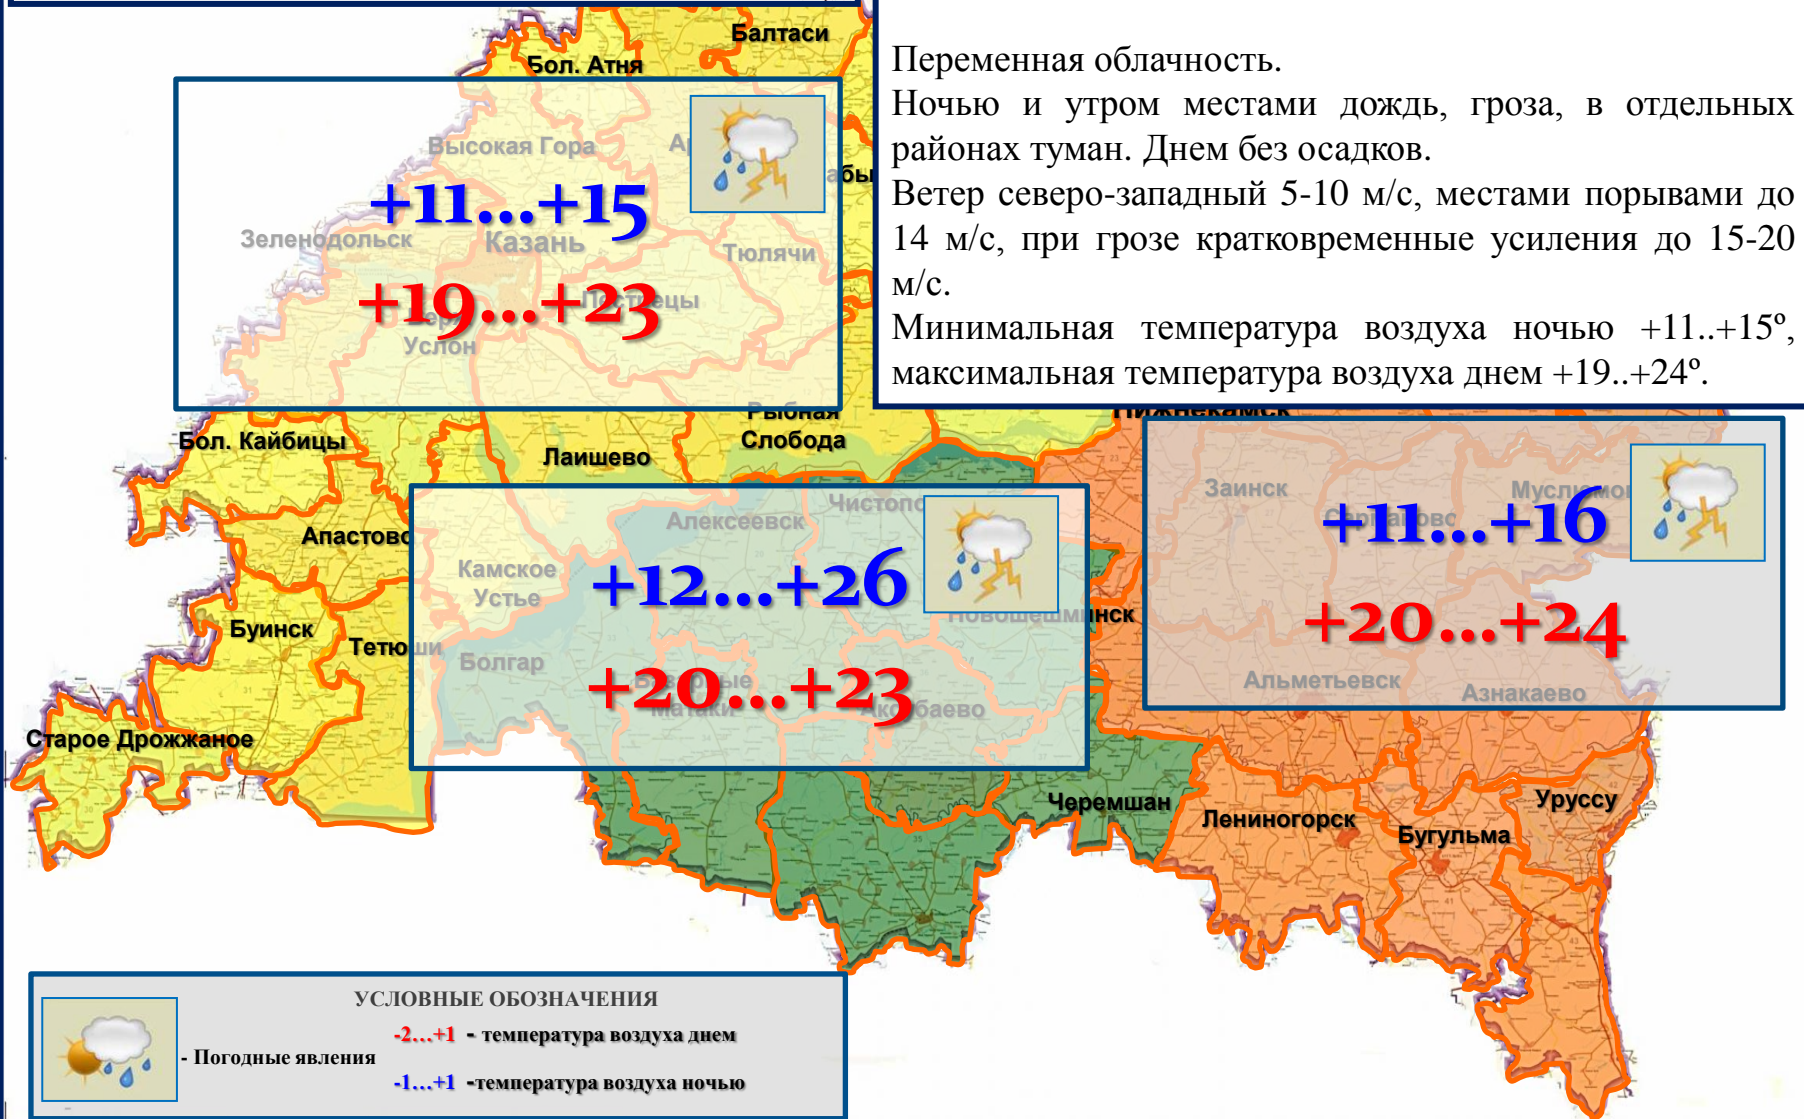 Балтаси
Бол. Атня
Переменная облачность.
Ночью и утром местами дождь, гроза, в отдельных
районах туман. Днем без осадков.
Ветер северо-западный 5-10 м/с, местами порывами до
14 м/с, при грозе кратковременные усиления до 15-20
м/с.
Минимальная температура воздуха ночью +11..+15º,
максимальная температура воздуха днем +19..+24º.
Высокая Гора
+11...+15
Зеленодольск
Казань
Тюлячи
+19...+23
Услон
Рыбная
Слобода
Нижнекамск
Бол. Кайбицы
Лаишево
Апастово
Алексеевск
Заинск
+11...+16
Камское
Устье
+12...+26
+20...+24
Буинск
Болгар
+20...+23
Альметьевск
Азнакаево
Старое Дрожжаное
Черемшан
Лениногорск
Бугульма
Уруссу
УСЛОВНЫЕ ОБОЗНАЧЕНИЯ
- Погодные явления
-2...+1 - температура воздуха днем
-1...+1 -температура воздуха ночью